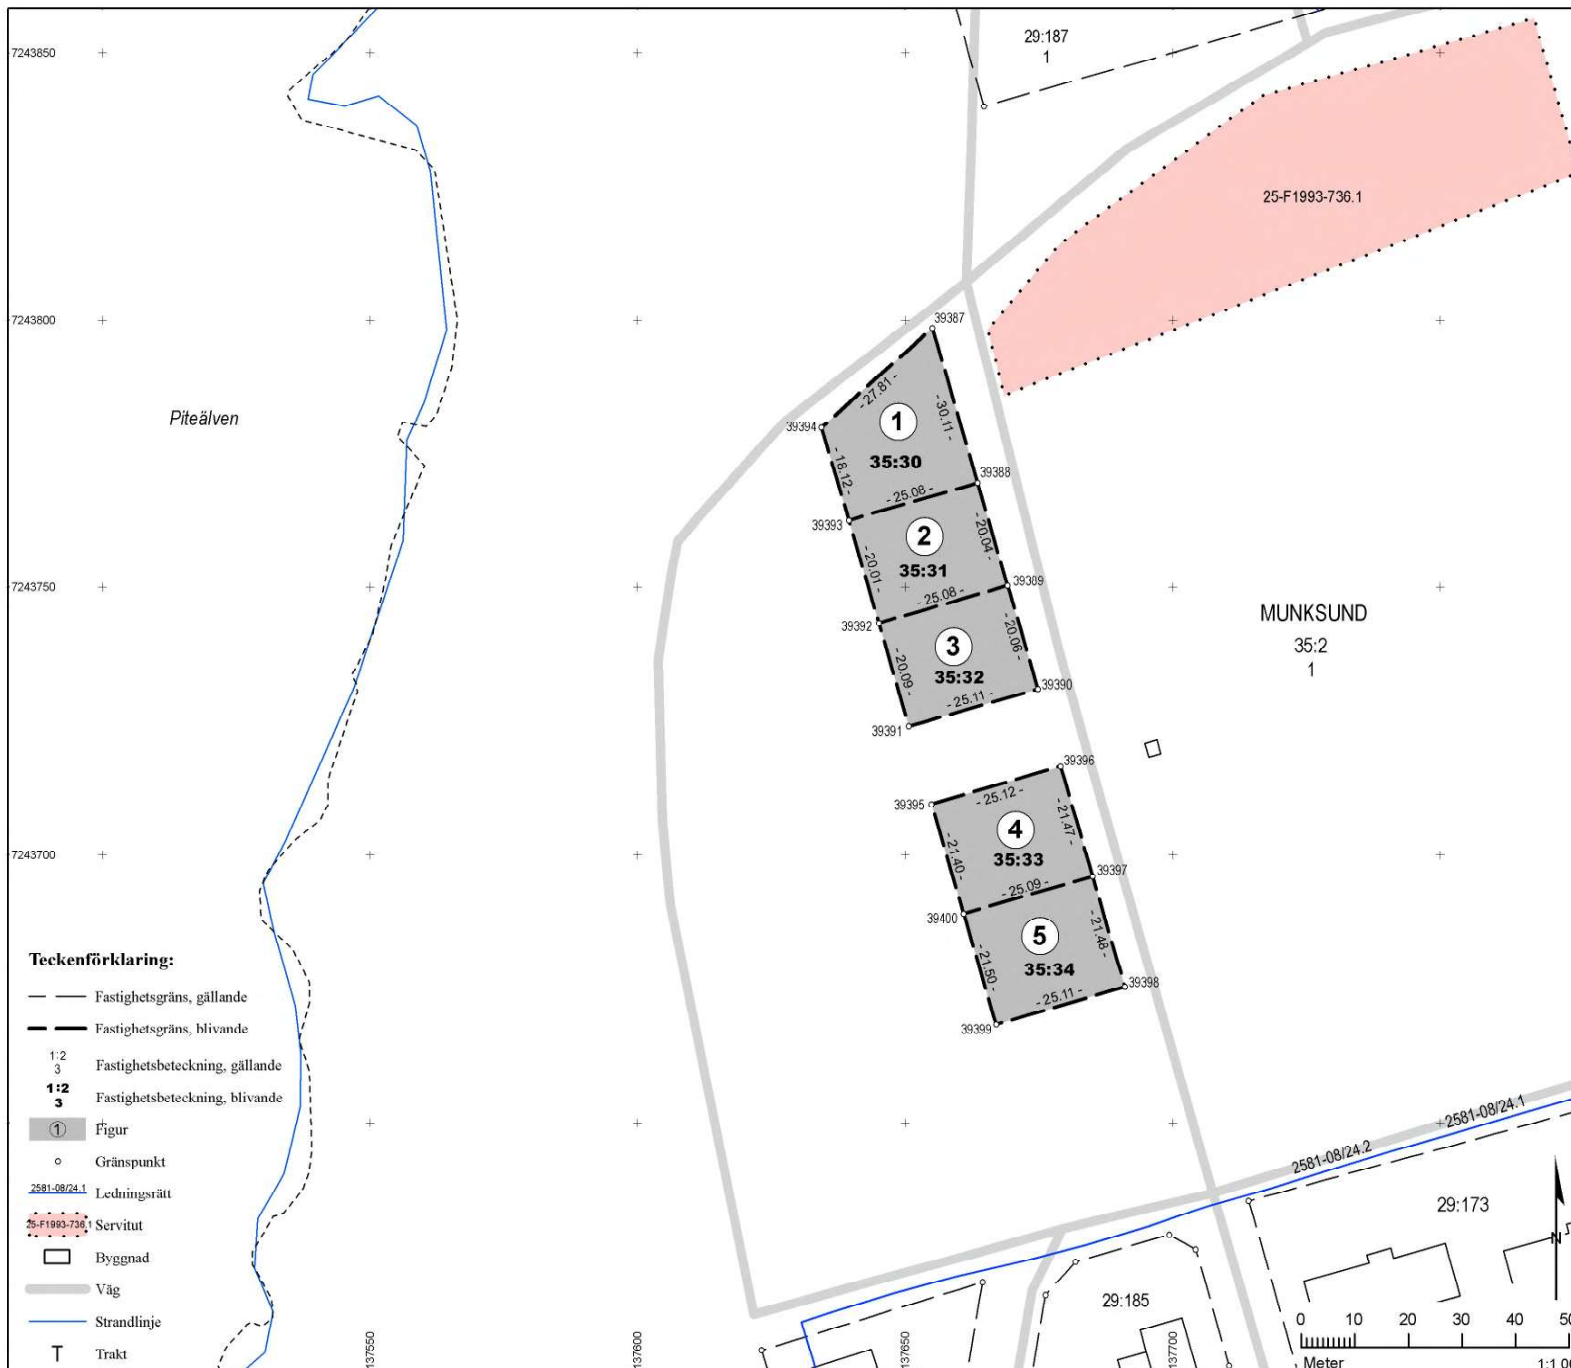 29:187
1
7243850
25-F1993-736.1
7243800
39387
Piteälven
- 27.81 -
- 30.11 -
1
39394
35:30
- 18.12 -
39388
- 25.08 -
39393
2
- 20.04 -
35:31
- 20.01 -
39389
7243750
- 25.08 -
39392
MUNKSUND
35:2
1
3
- 20.06 -
35:32
- 20.09 -
39390
- 25.11 -
39391
39396
- 25.12 -
39395
- 21.47 -
4
35:33
- 21.40 -
7243700
39397
- 25.09 -
39400
5
- 21.48 -
35:34
- 21.50 -
39398
- 25.11 -
39399
Teckenförklaring:
Fastighetsgräns, gällande
Fastighetsgräns, blivande
1:2
3
Fastighetsbeteckning, gällande
1:2
3
Fastighetsbeteckning, blivande
1
Figur
Gränspunkt
2581-08/24.1
Ledningsrätt
25-F1993-736.1
Servitut
Byggnad
Väg
Strandlinje
T
Trakt
2581-08/24.1
2581-08/24.2
29:173
29:185
N
137550
137600
137650
137700
0 10 20 30 40 50
Meter